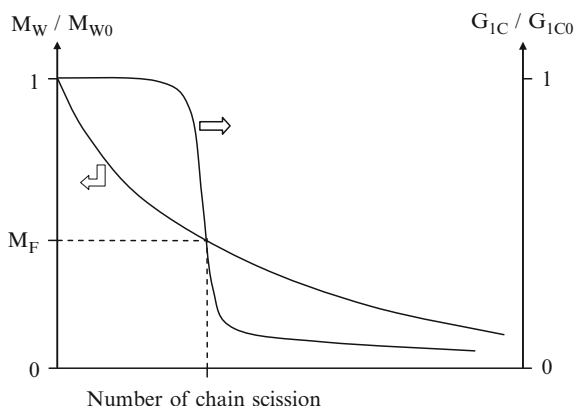 M_W / M_W0
G_1C / G_1C0
1
1
M_F
0
0
Number of chain scission